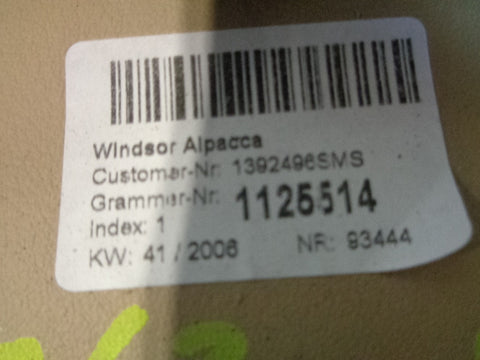 Windsor Alpacca
Customer-Nr: 1392496SMS
Grammer-Nr: 1125514
Index: 1
KW: 41 / 2006
NR: 93444